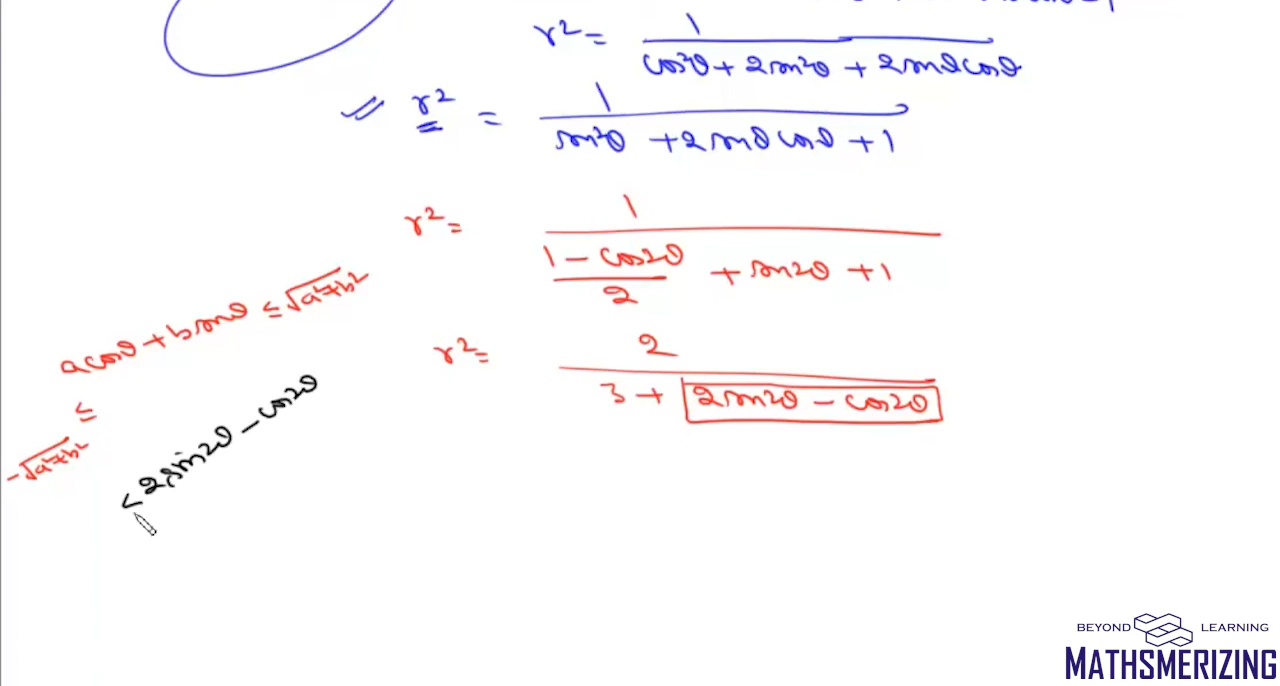 r² = 1 / (cos²θ + 2sin²θ + 2sinθcosθ)
r² = 1 / (sin²θ + 2sinθcosθ + 1)
r² = 1 / ((1 - cos2θ)/2 + sin2θ + 1)
-√(a²+b²) ≤ acosθ + bsinθ ≤ √(a²+b²)
r² = 2 / (3 + 2sin2θ - cos2θ)
< 2sin2θ - cos2θ
BEYOND LEARNING
MATHSMERIZING